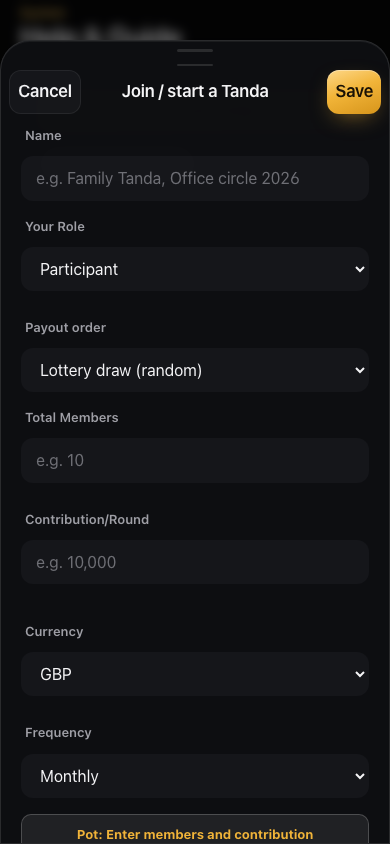 Cancel
Join / start a Tanda
Save
Name
e.g. Family Tanda, Office circle 2026
Your Role
Participant
Payout order
Lottery draw (random)
Total Members
e.g. 10
Contribution/Round
e.g. 10,000
Currency
GBP
Frequency
Monthly
Pot: Enter members and contribution